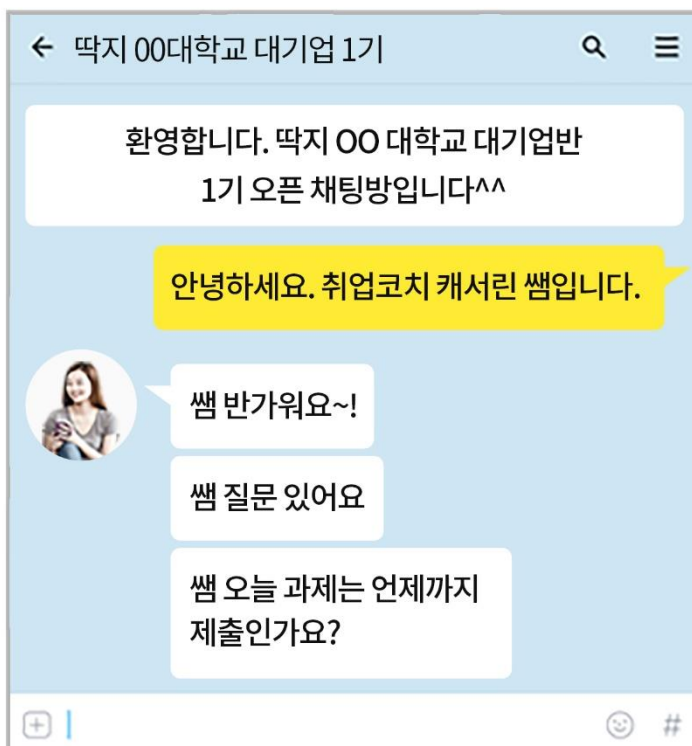 딱지 00대학교 대기업 1기
환영합니다. 딱지 OO 대학교 대기업반
1기 오픈 채팅방입니다^^
안녕하세요. 취업코치 캐서린 쌤입니다.
쌤 반가워요~!
쌤 질문 있어요
쌤 오늘 과제는 언제까지
제출인가요?
#